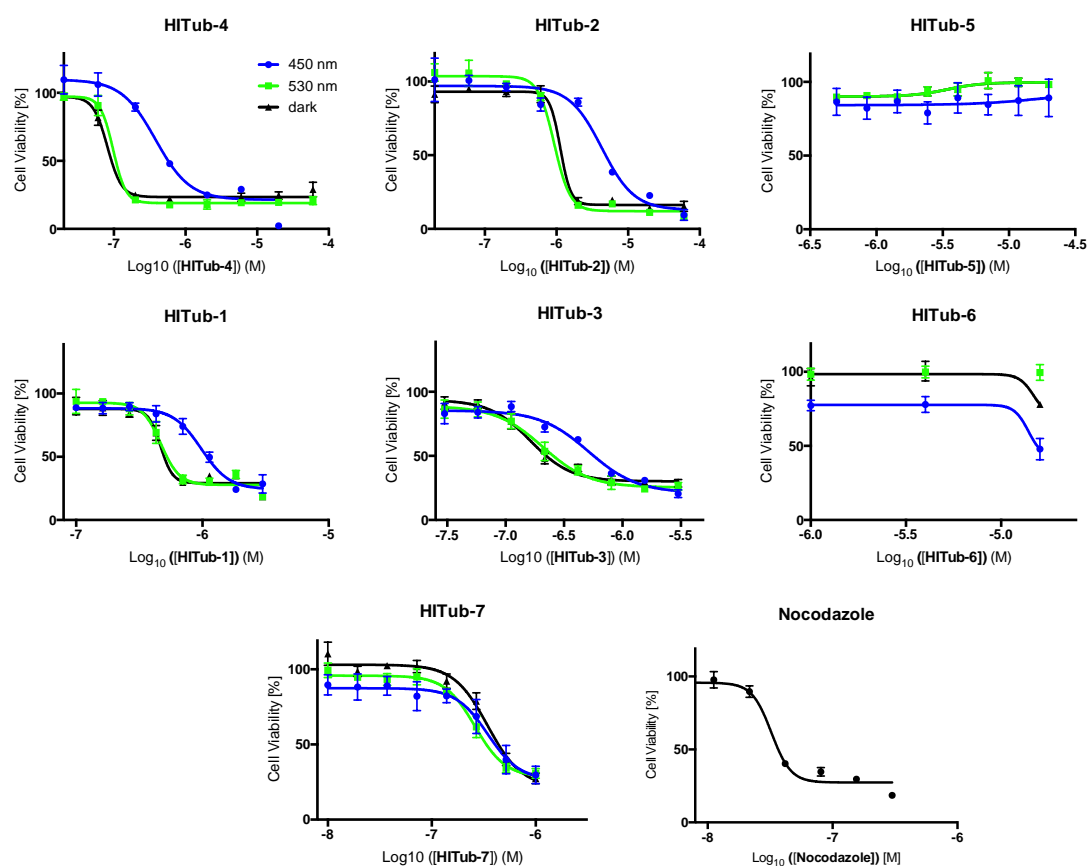 HITub-4
Cell Viability [%]
100
50
0
-7
-6
-5
-4
Log10 ([HITub-4]) (M)
450 nm
530 nm
dark
HITub-2
Cell Viability [%]
100
50
0
-7
-6
-5
-4
Log10 ([HITub-2]) (M)
HITub-5
Cell Viability [%]
100
50
0
-6.5
-6.0
-5.5
-5.0
-4.5
Log10 ([HITub-5]) (M)
HITub-1
Cell Viability [%]
100
50
0
-7
-6
-5
Log10 ([HITub-1]) (M)
HITub-3
Cell Viability [%]
100
50
0
-7.5
-7.0
-6.5
-6.0
-5.5
Log10 ([HITub-3]) (M)
HITub-6
Cell Viability [%]
100
50
0
-6.0
-5.5
-5.0
Log10 ([HITub-6]) (M)
HITub-7
Cell Viability [%]
100
50
0
-8
-7
-6
Log10 ([HITub-7]) (M)
Nocodazole
Cell Viability [%]
100
50
0
-8
-7
-6
Log10 ([Nocodazole]) [M]